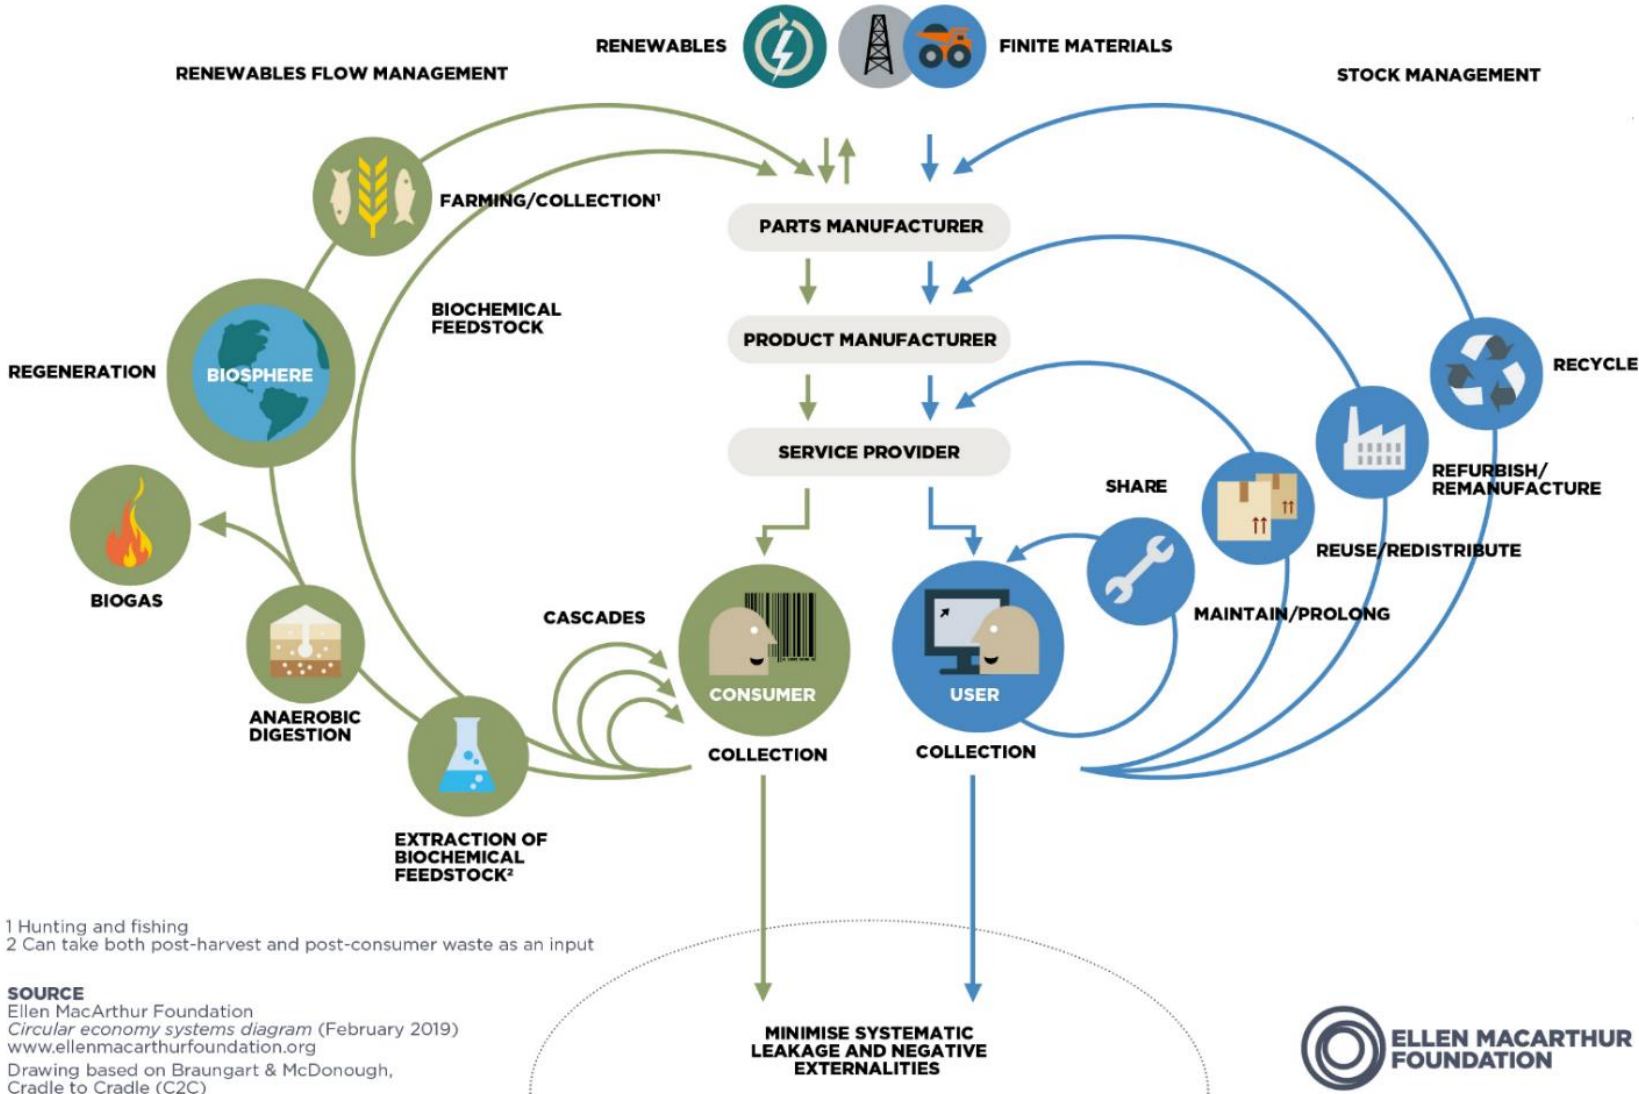 RENEWABLES
FINITE MATERIALS
RENEWABLES FLOW MANAGEMENT
STOCK MANAGEMENT
FARMING/COLLECTION¹
PARTS MANUFACTURER
BIOCHEMICAL
FEEDSTOCK
PRODUCT MANUFACTURER
REGENERATION
BIOSPHERE
RECYCLE
SERVICE PROVIDER
SHARE
REFURBISH/
REMANUFACTURE
REUSE/REDISTRIBUTE
BIOGAS
CASCADES
MAINTAIN/PROLONG
CONSUMER
USER
ANAEROBIC
DIGESTION
COLLECTION
COLLECTION
EXTRACTION OF
BIOCHEMICAL
FEEDSTOCK²
1 Hunting and fishing
2 Can take both post-harvest and post-consumer waste as an input
SOURCE
Ellen MacArthur Foundation
Circular economy systems diagram (February 2019)
www.ellenmacarthurfoundation.org
Drawing based on Braungart & McDonough,
Cradle to Cradle (C2C)
MINIMISE SYSTEMATIC
LEAKAGE AND NEGATIVE
EXTERNALITIES
ELLEN MACARTHUR
FOUNDATION